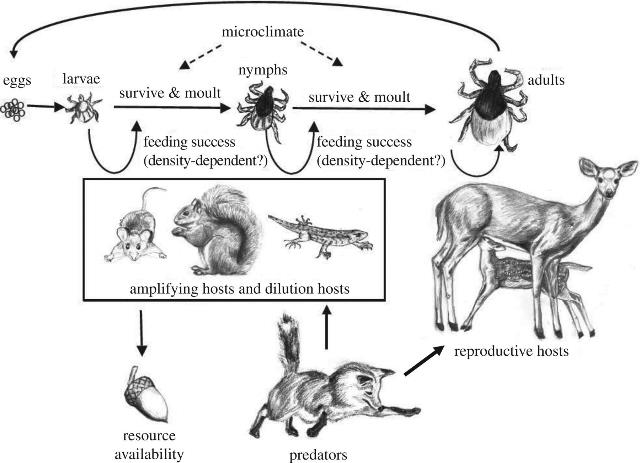 microclimate
eggs
larvae
nymphs
adults
survive & moult
survive & moult
feeding success
(density-dependent?)
feeding success
(density-dependent?)
amplifying hosts and dilution hosts
reproductive hosts
resource
availability
predators